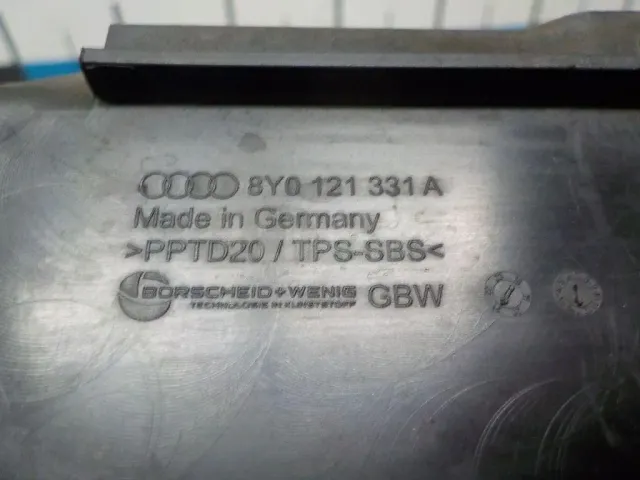 8Y0 121 331 A
Made in Germany
>PPTD20 / TPS-SBS<
BORSCHEID+WENIG GBW
TECHNOLOGIE IN KUNSTSTOFF